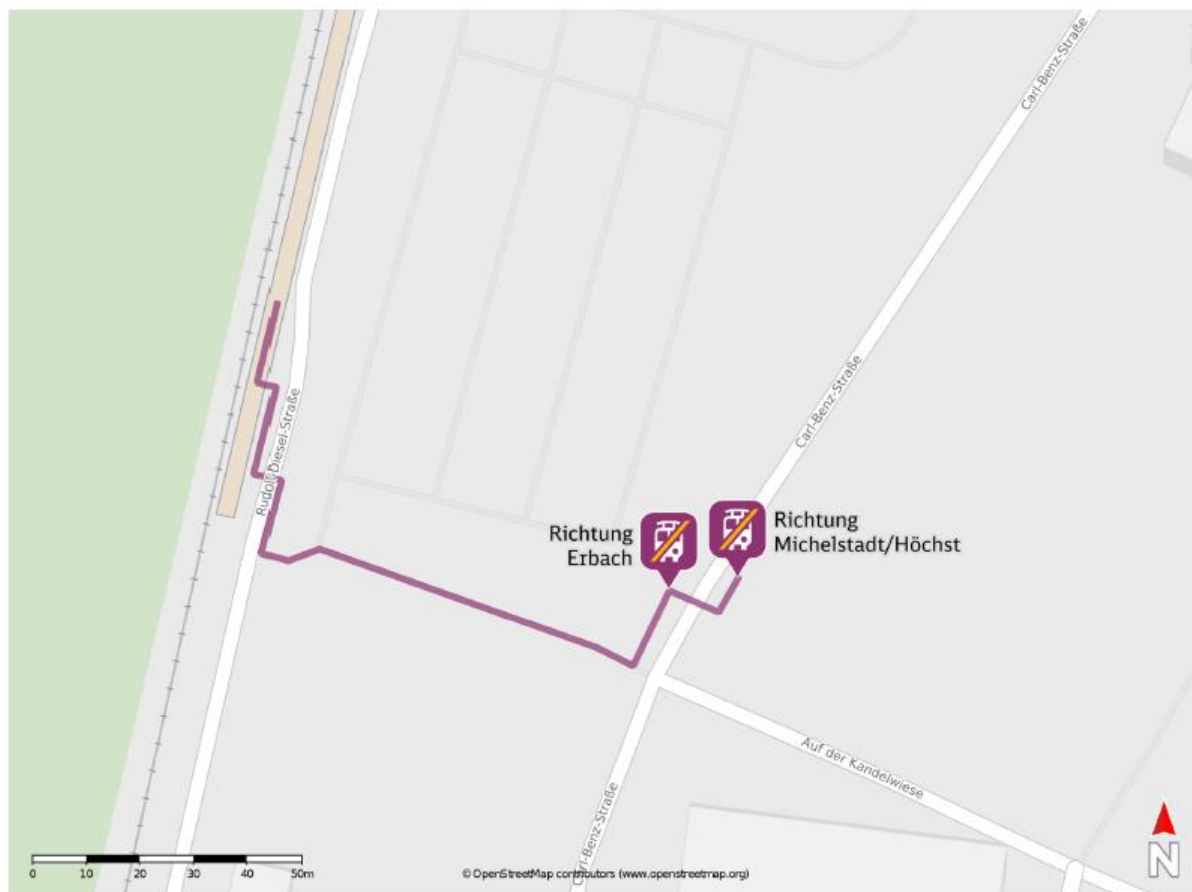 Carl-Benz-Straße
Carl-Benz-Straße
Rudolf-Diesel-Straße
Richtung
Erbach
Richtung
Michelstadt/Höchst
Auf der Kandelwiese
Carl-Benz-Straße
0 10 20 30 40 50m
© OpenStreetMap contributors (www.openstreetmap.org)
N